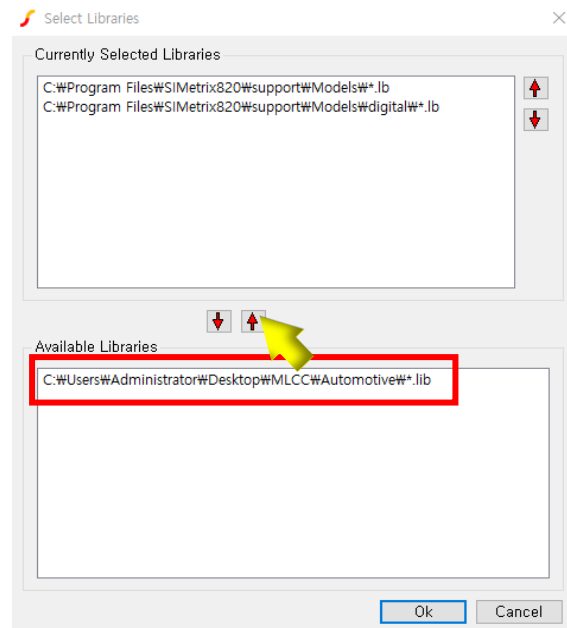 Select Libraries
Currently Selected Libraries
C:₩Program Files₩SIMetrix820₩support₩Models₩*.lb
C:₩Program Files₩SIMetrix820₩support₩Models₩digital₩*.lb
Available Libraries
C:₩Users₩Administrator₩Desktop₩MLCC₩Automotive₩*.lib
Ok
Cancel